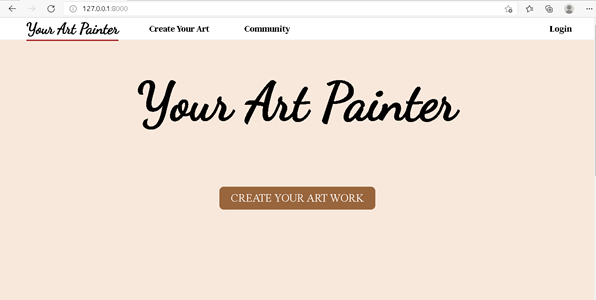 127.0.0.1:8000
Your Art Painter
Create Your Art
Community
Login
Your Art Painter
CREATE YOUR ART WORK